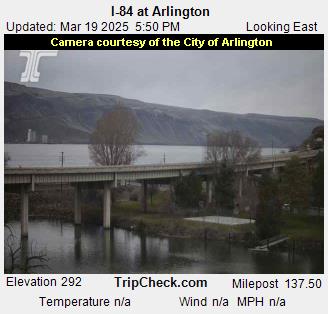 I-84 at Arlington
Updated: Mar 19 2025 5:50 PM Looking East
Camera courtesy of the City of Arlington
Elevation 292 TripCheck.com Milepost 137.50
Temperature n/a Wind n/a MPH n/a